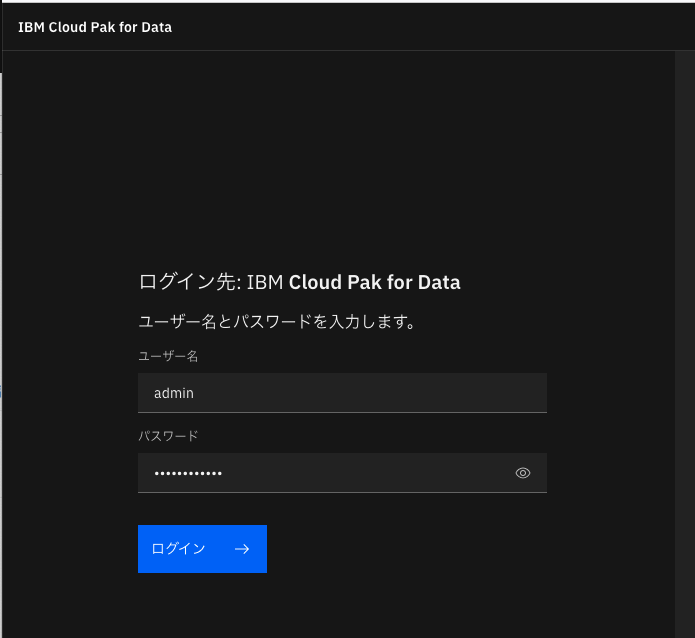 IBM Cloud Pak for Data
ログイン先: IBM Cloud Pak for Data
ユーザー名とパスワードを入力します。
ユーザー名
admin
パスワード
••••••••••••
ログイン →